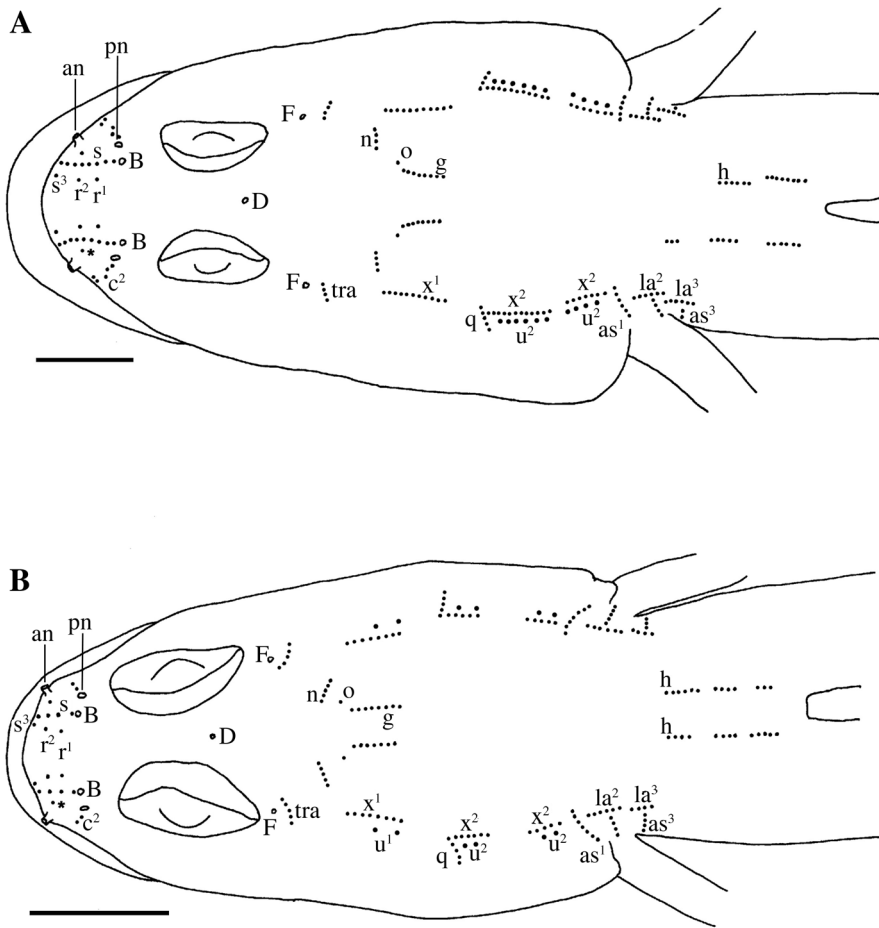 A
pn
an
F
n
o
g
s
B
s³ r² r¹
h
D
B
*
c²
F tra x¹
x² x² la² la³
q u² u² as¹ as³
B
pn
an
F
n o
g
h
s
B
s³ r² r¹
D
h
B
*
c²
F tra x¹
u¹
x² x² la² la³
q u² u² as¹ as³